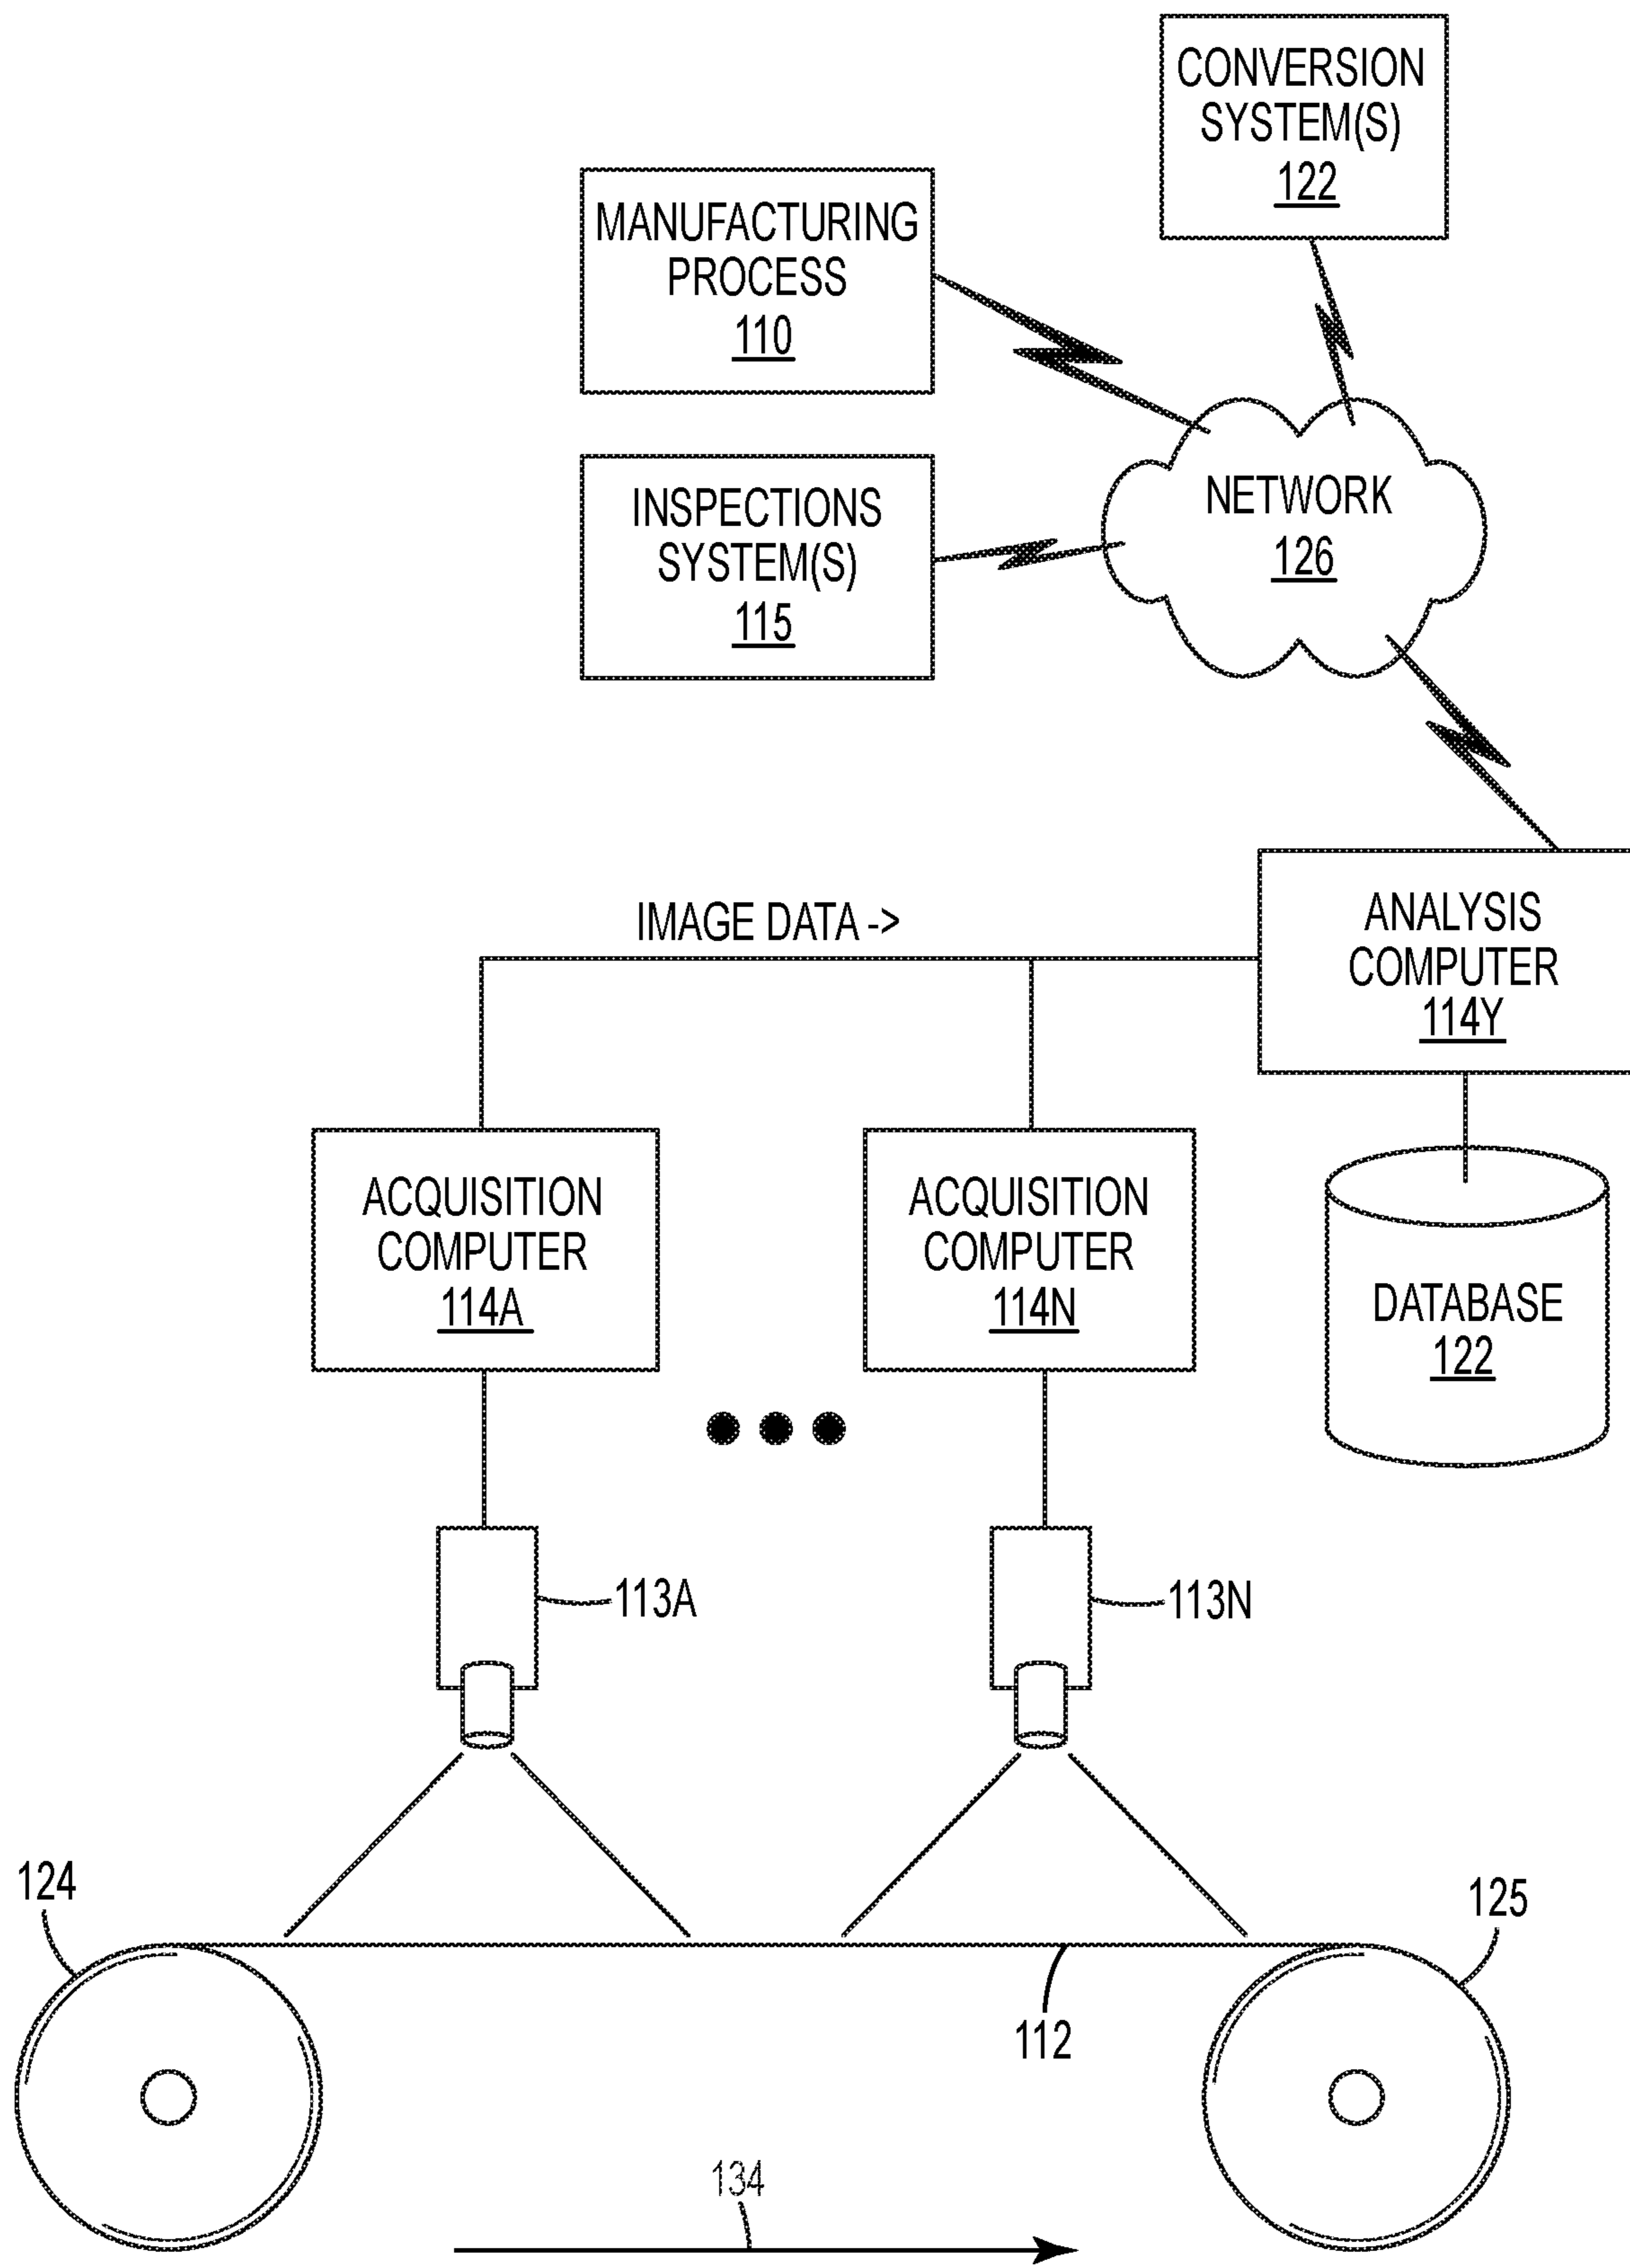 CONVERSION
SYSTEM(S)
122
MANUFACTURING
PROCESS
110
INSPECTIONS
SYSTEM(S)
115
NETWORK
126
IMAGE DATA ->
ANALYSIS
COMPUTER
114Y
ACQUISITION
COMPUTER
114A
ACQUISITION
COMPUTER
114N
DATABASE
122
113A
113N
124
125
112
134